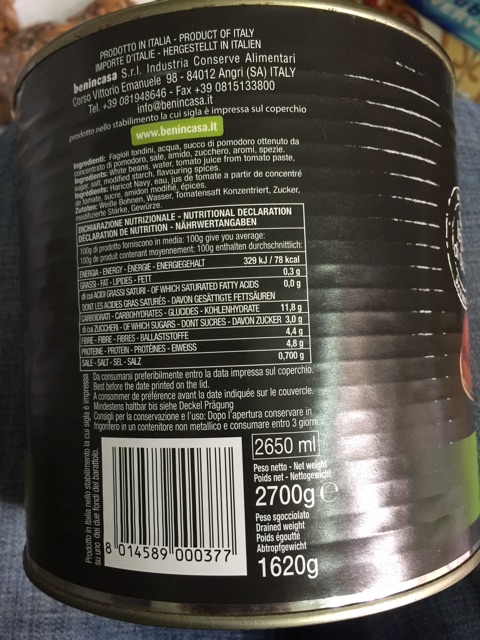 PRODOTTO IN ITALIA - PRODUCT OF ITALY
IMPORTE D'ITALIE - HERGESTELLT IN ITALIEN
benincasa S.r.l. Industria Conserve Alimentari
Corso Vittorio Emanuele 98 - 84012 Angri (SA) ITALY
Tel. +39 081948646 - Fax +39 0815133800
info@benincasa.it
prodotto nello stabilimento la cui sigla è impressa sul coperchio
www.benincasa.it
Ingredienti: Fagioli tondini, acqua, succo di pomodoro ottenuto da
concentrato di pomodoro, sale, amido, zucchero, aromi, spezie.
Ingredients: White beans, water, tomato juice from tomato paste,
sugar, salt, modified starch, flavouring spices.
Ingrédients: Haricot Navy, eau, jus de tomate a partir de concentré
de tomate, sucre, amidon modifié, épices.
Zutaten: Weiße Bohnen, Wasser, Tomatensaft Konzentriert, Zucker,
modifizierte Stärke, Gewürze.
DICHIARAZIONE NUTRIZIONALE - NUTRITIONAL DECLARATION
DÉCLARATION DE NUTRITION - NÄHRWERTANGABEN
100g di prodotto forniscono in media: 100g give you average:
100g de produit contenant moyennement: 100g enthalten durchschnittlich:
ENERGIA - ENERGY - ÉNERGIE - ENERGIEGEHALT 329 kJ / 78 kcal
GRASSI - FAT - LIPIDES - FETT 0,3 g
di cui ACIDI GRASSI SATURI - OF WHICH SATURATED FATTY ACIDS 0,0 g
DONT LES ACIDES GRAS SATURÉS - DAVON GESÄTTIGTE FETTSÄUREN
CARBOIDRATI - CARBOHYDRATES - GLUCIDES - KOHLENHYDRATE 11,8 g
di cui ZUCCHERI - OF WHICH SUGARS - DONT SUCRES - DAVON ZUCKER 3,0 g
FIBRE - FIBRE - FIBRES - BALLASTSTOFFE 4,4 g
PROTEINE - PROTEIN - PROTÉINES - EIWEISS 4,8 g
SALE - SALT - SEL - SALZ 0,700 g
Da consumarsi preferibilmente entro la data impressa sul coperchio.
Best before the date printed on the lid.
A consommer de préférence avant la date indiquée sur le couvercle.
Mindestens haltbar bis siehe Deckel Prägung
Consigli per la conservazione e l'uso: Dopo l'apertura conservare in
frigorifero in un contenitore non metallico e consumare entro 3 giorni.
Prodotto in Italia nello stabilimento la cui sigla è impressa
su uno dei due fondi del barattolo.
2650 ml
Peso netto - Net weight
Poids net - Nettogewicht
2700g e
Peso sgocciolato
Drained weight
Poids égoutté
Abtropfgewicht
1620g
8 014589 000377